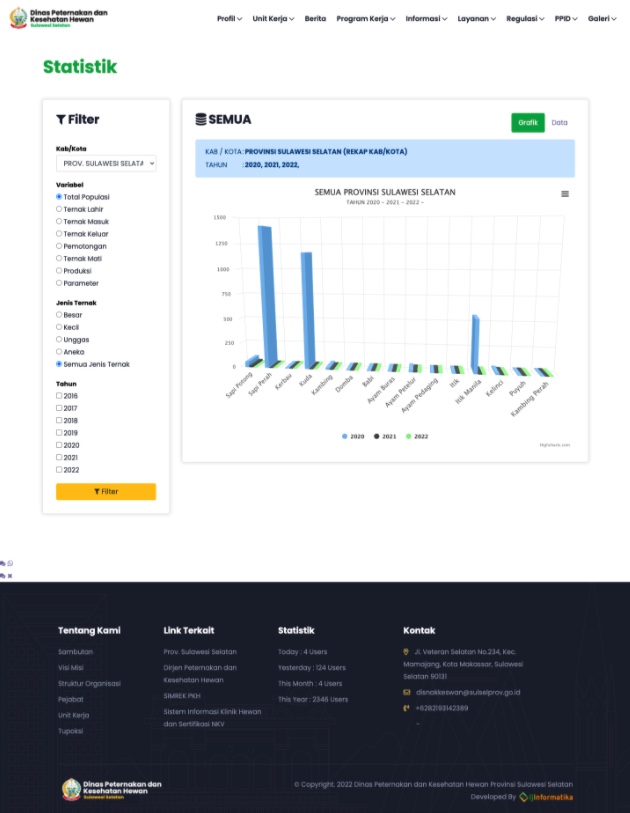 Dinas Peternakan dan
Kesehatan Hewan
Sulawesi Selatan
Profil
Unit Kerja
Berita
Program Kerja
Informasi
Layanan
Regulasi
PPID
Galeri
Statistik
Filter
Kab/Kota
PROV. SULAWESI SELATA
Variabel
Total Populasi
Ternak Lahir
Ternak Masuk
Ternak Keluar
Pemotongan
Ternak Mati
Produksi
Parameter
Jenis Ternak
Besar
Kecil
Unggas
Aneka
Semua Jenis Ternak
Tahun
2016
2017
2018
2019
2020
2021
2022
Filter
SEMUA
Grafik
Data
KAB / KOTA : PROVINSI SULAWESI SELATAN (REKAP KAB/KOTA)
TAHUN : 2020, 2021, 2022,
SEMUA PROVINSI SULAWESI SELATAN
TAHUN 2020 - 2021 - 2022 -
1500
1250
1000
750
500
250
0
Sapi Potong
Sapi Perah
Kerbau
Kuda
Kambing
Domba
Babi
Ayam Buras
Ayam Petelur
Ayam Pedaging
Itik
Itik Manila
Kelinci
Puyuh
Kambing Perah
2020
2021
2022
Highcharts.com
Tentang Kami
Sambutan
Visi Misi
Struktur Organisasi
Pejabat
Unit Kerja
Tupoksi
Link Terkait
Prov. Sulawesi Selatan
Dirjen Peternakan dan
Kesehatan Hewan
SIMREK PKH
Sistem Informasi Klinik Hewan
dan Sertifikasi NKV
Statistik
Today : 4 Users
Yesterday : 124 Users
This Month : 4 Users
This Year : 2346 Users
Kontak
Jl. Veteran Selatan No.234, Kec.
Mamajang, Kota Makassar, Sulawesi
Selatan 90131
disnakkeswan@sulselprov.go.id
+6282193142389
-
Dinas Peternakan dan
Kesehatan Hewan
Sulawesi Selatan
© Copyright. 2022 Dinas Peternakan dan Kesehatan Hewan Provinsi Sulawesi Selatan
Developed By IjInformatika